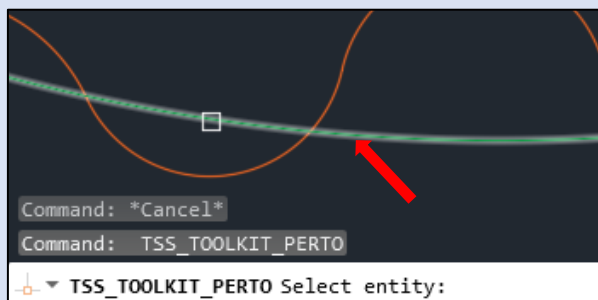 Command: *Cancel*
Command:  TSS_TOOLKIT_PERTO
TSS_TOOLKIT_PERTO Select entity: